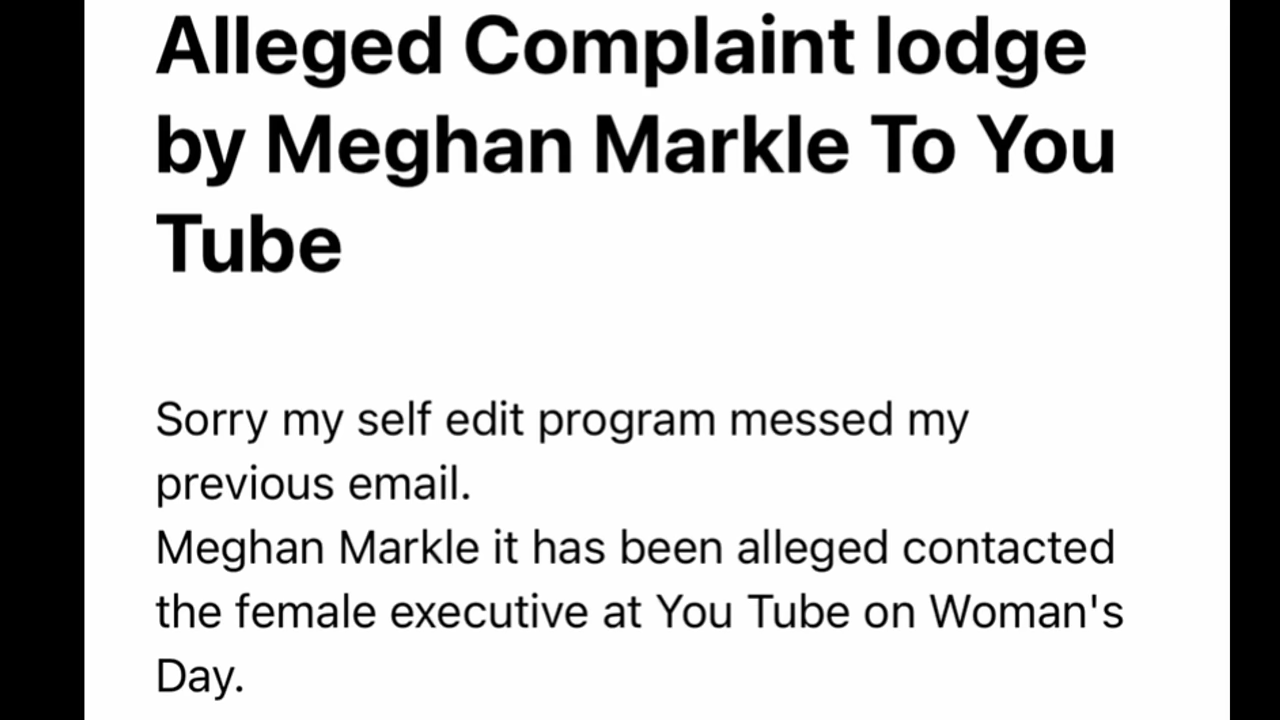 Alleged Complaint lodge
by Meghan Markle To You
Tube
Sorry my self edit program messed my
previous email.
Meghan Markle it has been alleged contacted
the female executive at You Tube on Woman's
Day.